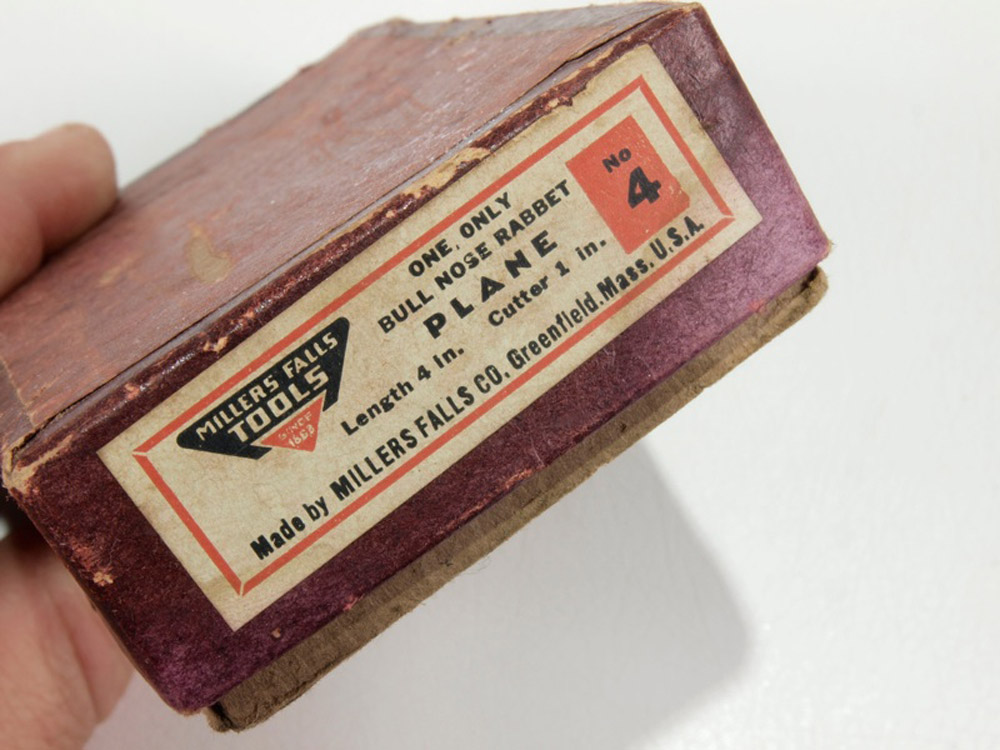 ONE, ONLY
BULL NOSE RABBET
PLANE
Length 4 in. Cutter 1 in.
No
4
MILLERS FALLS
TOOLS
SINCE
1868
Made by MILLERS FALLS CO. Greenfield. Mass. U.S.A.